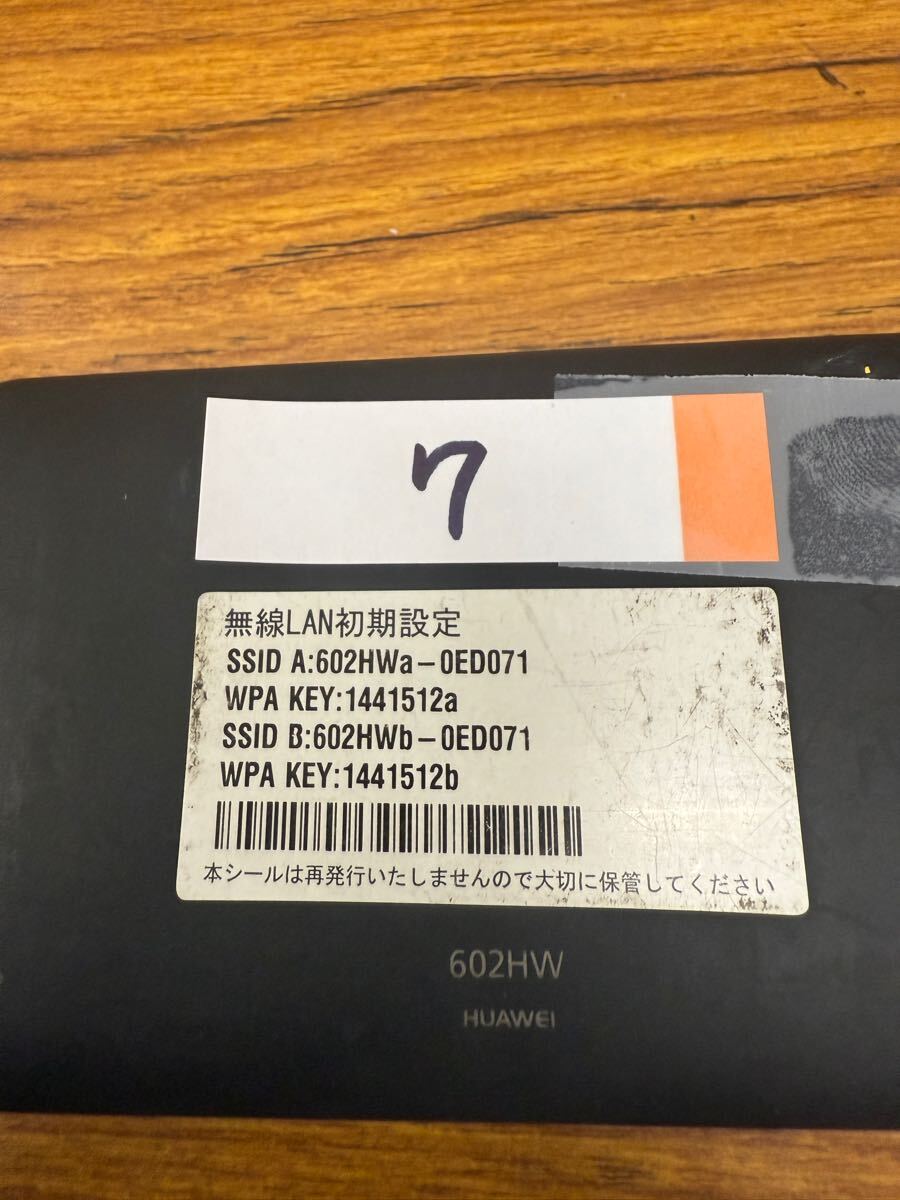 7
無線LAN初期設定
SSID A:602HWa-0ED071
WPA KEY:1441512a
SSID B:602HWb-0ED071
WPA KEY:1441512b
本シールは再発行いたしませんので大切に保管してください
602HW
HUAWEI